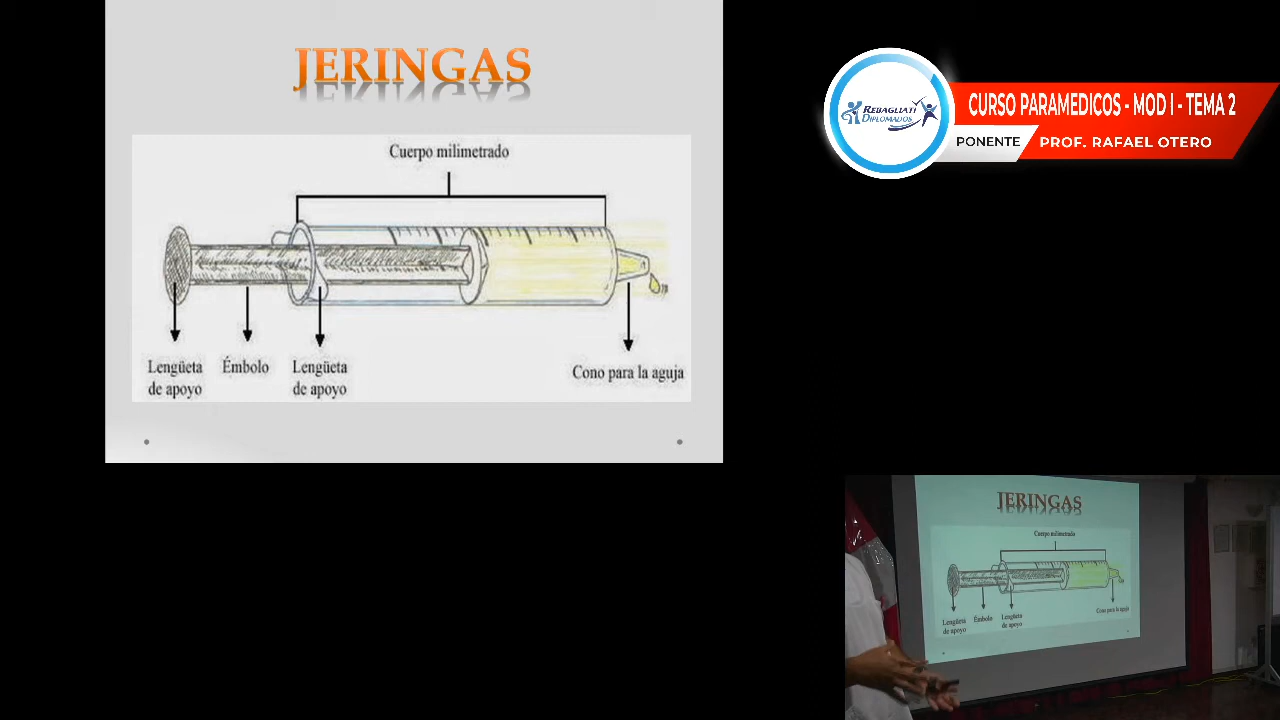 JERINGAS
Cuerpo milimetrado
Lengüeta
de apoyo
Émbolo
Lengüeta
de apoyo
Cono para la aguja
REBAGLIATI
DIPLOMADOS
CURSO PARAMEDICOS - MOD I - TEMA 2
PONENTE
PROF. RAFAEL OTERO
JERINGAS
Cuerpo milimetrado
Lengüeta
de apoyo
Émbolo
Lengüeta
de apoyo
Cono para la aguja